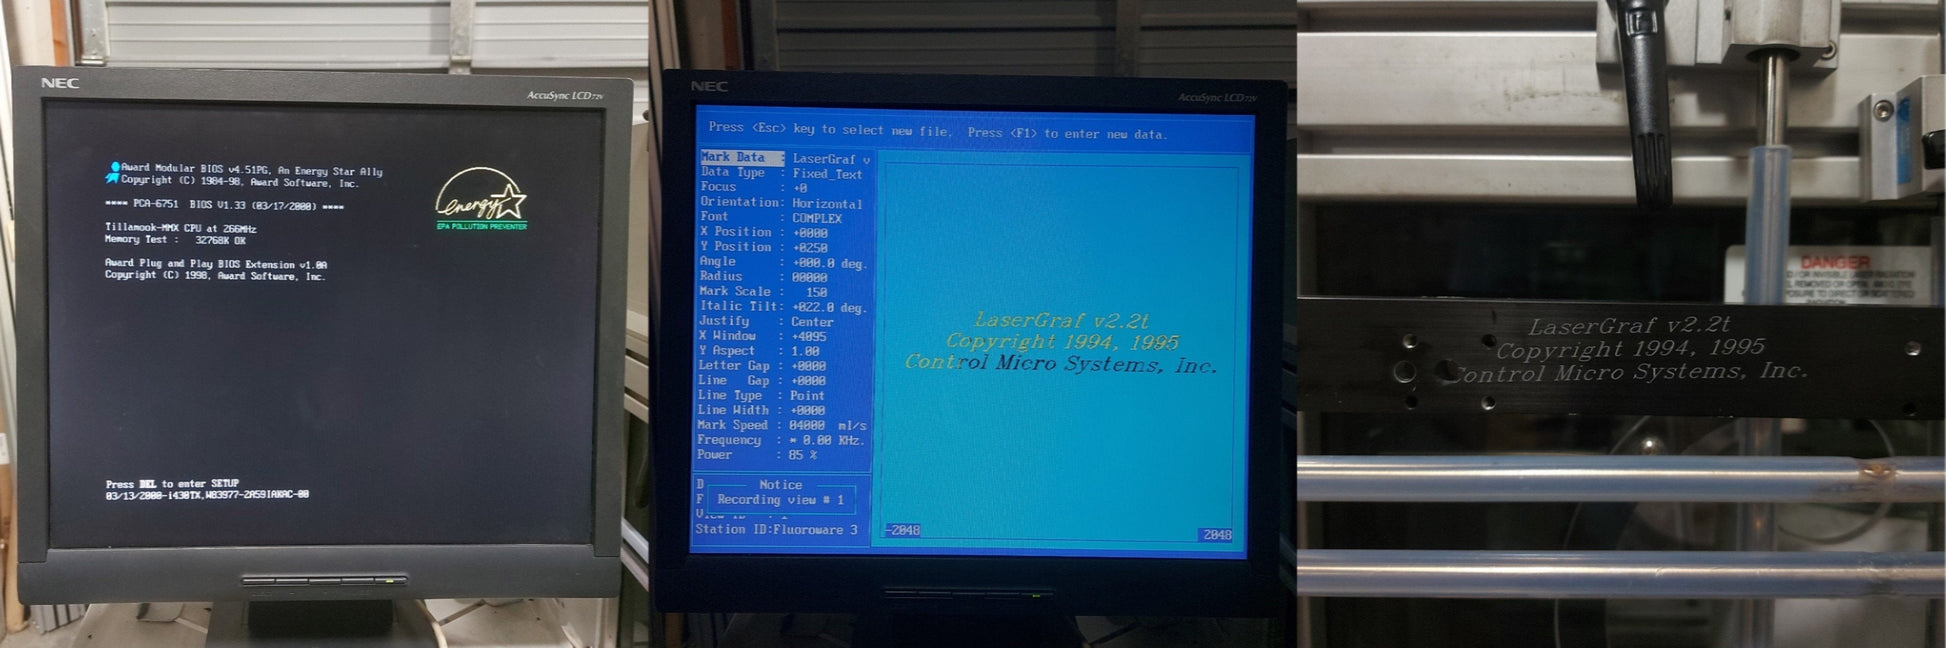 NEC
AccuSync LCD72V
Award Modular BIOS v4.51PG, An Energy Star Ally
Copyright (C) 1984-98, Award Software, Inc.
energy
EPA POLLUTION PREVENTER
**** PCA-6751 BIOS V1.33 (03/17/2000) ****
Tillamook-MMX CPU at 266MHz
Memory Test : 32768K OK
Award Plug and Play BIOS Extension v1.0A
Copyright (C) 1998, Award Software, Inc.
Press DEL to enter SETUP
03/13/2000-i430TX,W83977-2A59IAKAC-00
NEC
AccuSync LCD72V
Press <Esc> key to select new file. Press <F1> to enter new data.
Mark Data : LaserGraf v
Data Type : Fixed_Text
Focus : +0
Orientation: Horizontal
Font : COMPLEX
X Position : +0000
Y Position : +0250
Angle : +000.0 deg.
Radius : 00000
Mark Scale : 150
Italic Tilt: +022.0 deg.
Justify : Center
X Window : +4095
Y Aspect : 1.00
Letter Gap : +0000
Line Gap : +0000
Line Type : Point
Line Width : +0000
Mark Speed : 04000 ml/s
Frequency : * 0.00 KHz.
Power : 85 %
D
F
Notice
Recording view # 1
Station ID:Fluoroware 3
LaserGraf v2.2t
Copyright 1994, 1995
Control Micro Systems, Inc.
-2048
2048
DANGER
LaserGraf v2.2t
Copyright 1994, 1995
Control Micro Systems, Inc.